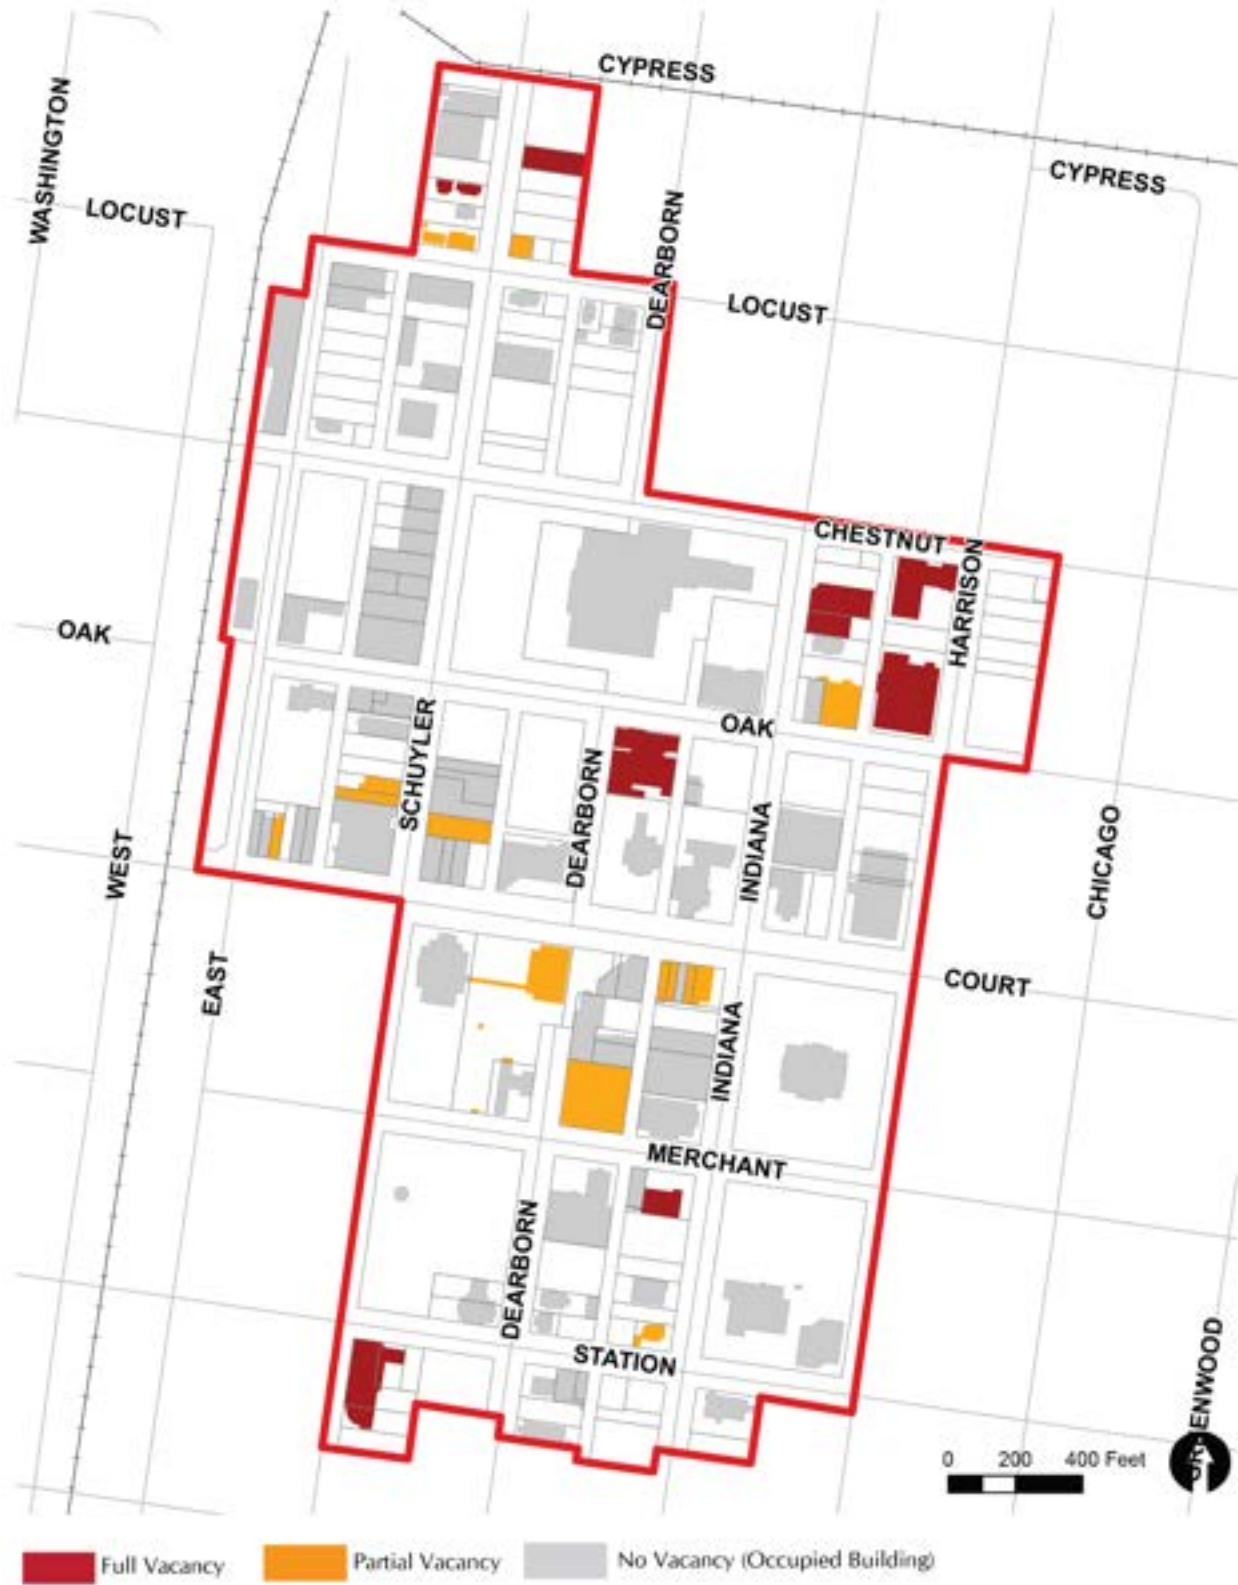 CYPRESS
CYPRESS
WASHINGTON
LOCUST
DEARBORN
LOCUST
CHESTNUT
HARRISON
OAK
OAK
SCHUYLER
DEARBORN
INDIANA
CHICAGO
WEST
EAST
COURT
INDIANA
MERCHANT
DEARBORN
STATION
GREENWOOD
0 200 400 Feet
Full Vacancy Partial Vacancy No Vacancy (Occupied Building)